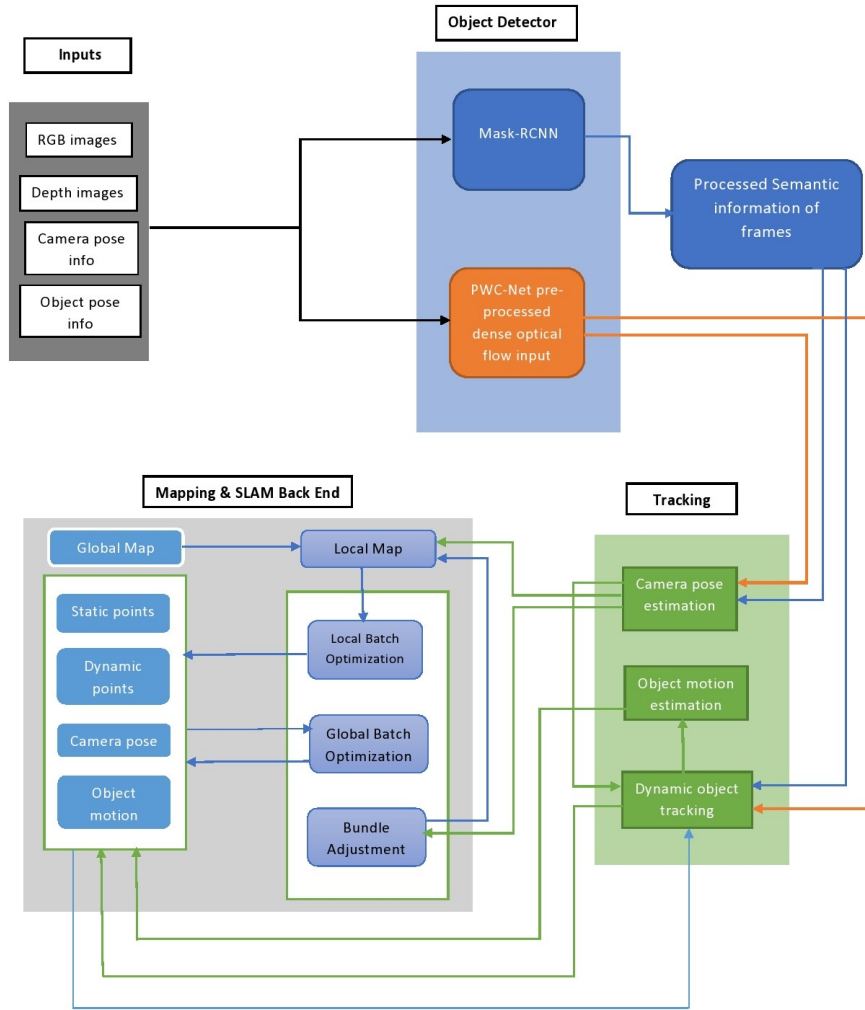 Object Detector
Inputs
RGB images
Depth images
Camera pose
info
Object pose
info
Mask-RCNN
PWC-Net pre-
processed
dense optical
flow input
Processed Semantic
information of
frames
Mapping & SLAM Back End
Global Map
Local Map
Static points
Dynamic
points
Camera pose
Object
motion
Local Batch
Optimization
Global Batch
Optimization
Bundle
Adjustment
Tracking
Camera pose
estimation
Object motion
estimation
Dynamic object
tracking